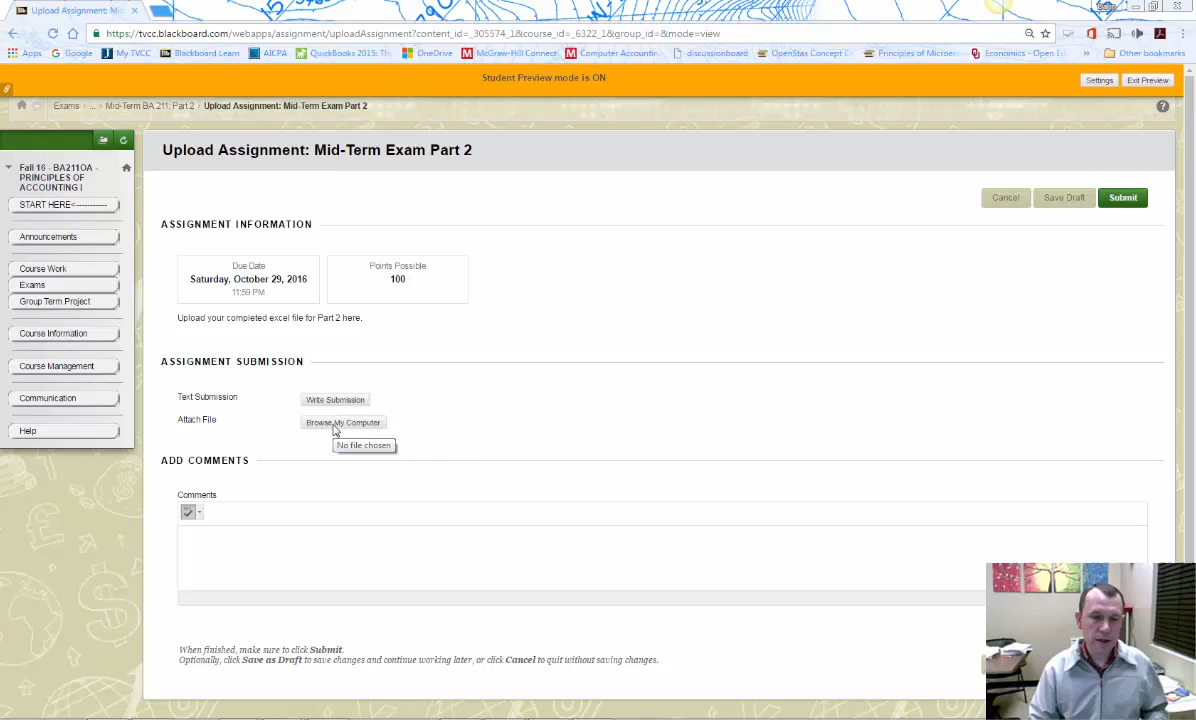 Upload Assignment: Mid
https://tvcc.blackboard.com/webapps/assignment/uploadAssignment?content_id=_305574_1&course_id=_6322_1&group_id=&mode=view
Apps Google My TVCC Blackboard Learn AICPA QuickBooks 2015: The OneDrive McGraw-Hill Connect Computer Accountin discussionboard OpenStax Concept C Principles of Microec Economics - Open Ed » Other bookmarks
Student Preview mode is ON
Settings Exit Preview
Exams ... Mid-Term BA 211: Part 2 Upload Assignment: Mid-Term Exam Part 2
Upload Assignment: Mid-Term Exam Part 2
Fall 16 - BA211OA -
PRINCIPLES OF
ACCOUNTING I
START HERE<-----------
Announcements
Course Work
Exams
Group Term Project
Course Information
Course Management
Communication
Help
Cancel Save Draft Submit
ASSIGNMENT INFORMATION
Due Date
Saturday, October 29, 2016
11:59 PM
Points Possible
100
Upload your completed excel file for Part 2 here.
ASSIGNMENT SUBMISSION
Text Submission Write Submission
Attach File Browse My Computer
No file chosen
ADD COMMENTS
Comments
When finished, make sure to click Submit.
Optionally, click Save as Draft to save changes and continue working later, or click Cancel to quit without saving changes.